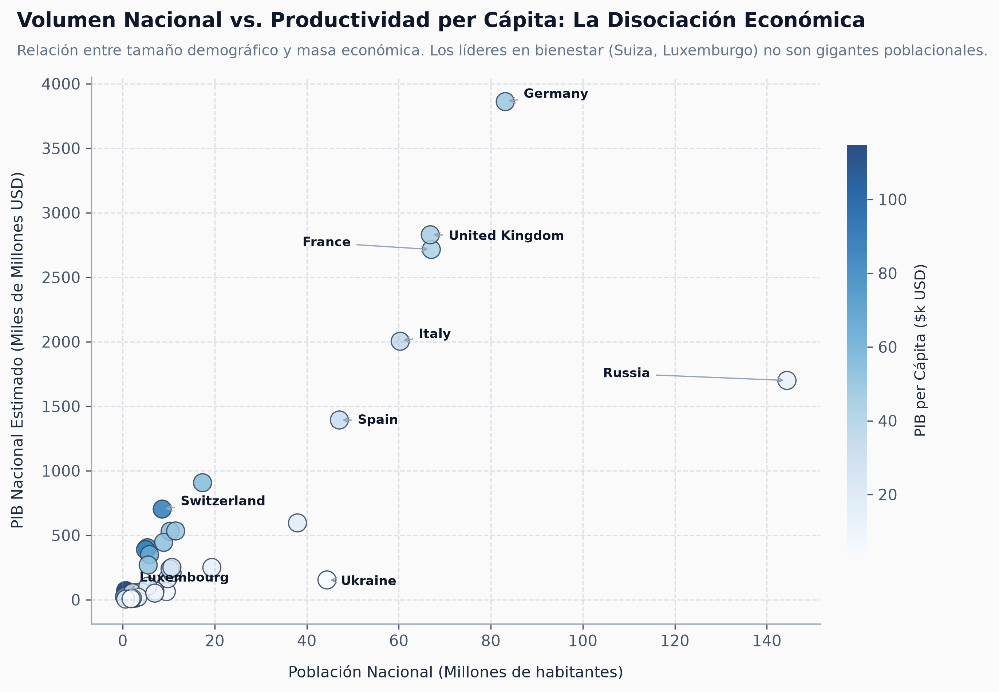 Volumen Nacional vs. Productividad per Cápita: La Disociación Económica
Relación entre tamaño demográfico y masa económica. Los líderes en bienestar (Suiza, Luxemburgo) no son gigantes poblacionales.
PIB Nacional Estimado (Miles de Millones USD)
4000
3500
3000
2500
2000
1500
1000
500
0
Germany
United Kingdom
France
Italy
Russia
Spain
Switzerland
Luxembourg
Ukraine
0
20
40
60
80
100
120
140
Población Nacional (Millones de habitantes)
100
80
60
40
20
PIB per Cápita ($k USD)